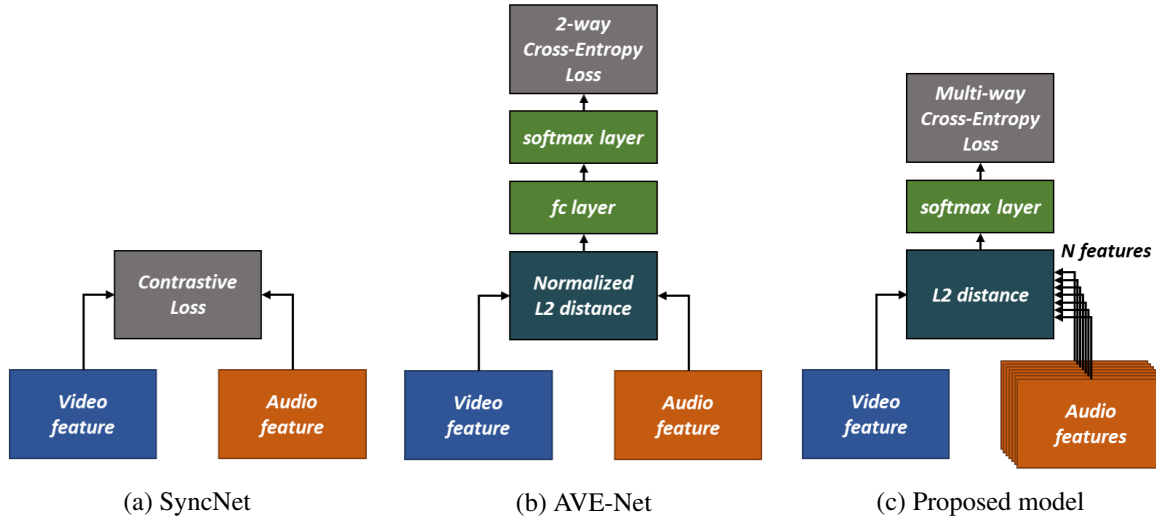 Contrastive
Loss
Video
feature
Audio
feature
(a) SyncNet
2-way
Cross-Entropy
Loss
softmax layer
fc layer
Normalized
L2 distance
Video
feature
Audio
feature
(b) AVE-Net
Multi-way
Cross-Entropy
Loss
softmax layer
N features
L2 distance
Video
feature
Audio
features
(c) Proposed model